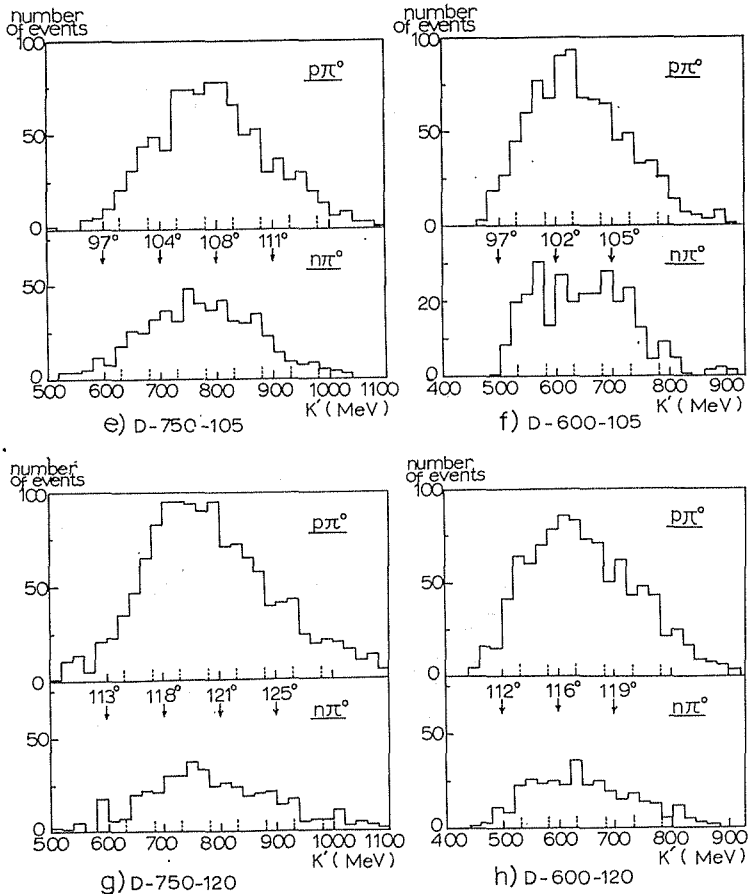 number
of events
100
pπ°
50
0
97° 104° 108° 111°
nπ°
50
0
500 600 700 800 900 1000 1100
K' (MeV)
e) D-750-105
number
of events
100
pπ°
50
0
97° 102° 105°
nπ°
20
0
400 500 600 700 800 900
K' (MeV)
f) D-600-105
number
of events
100
pπ°
50
0
113° 118° 121° 125°
nπ°
50
0
500 600 700 800 900 1000 1100
K' (MeV)
g) D-750-120
number
of events
100
pπ°
50
0
112° 116° 119°
nπ°
50
0
400 500 600 700 800 900
K' (MeV)
h) D-600-120